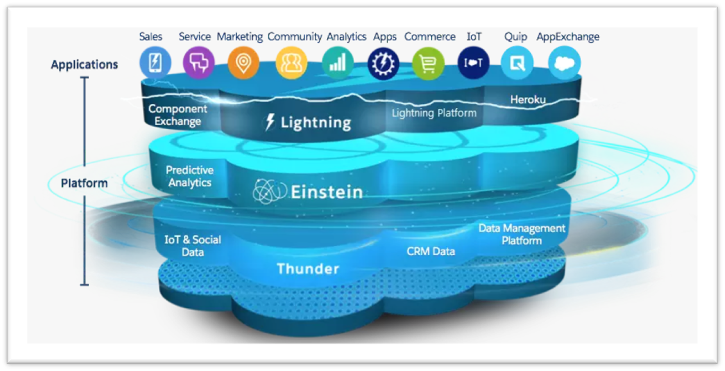 Sales Service Marketing Community Analytics Apps Commerce IoT Quip AppExchange
Applications
IoT
Component
Exchange
Lightning
Lightning Platform
Heroku
Platform
Predictive
Analytics
Einstein
IoT & Social
Data
Thunder
CRM Data
Data Management
Platform